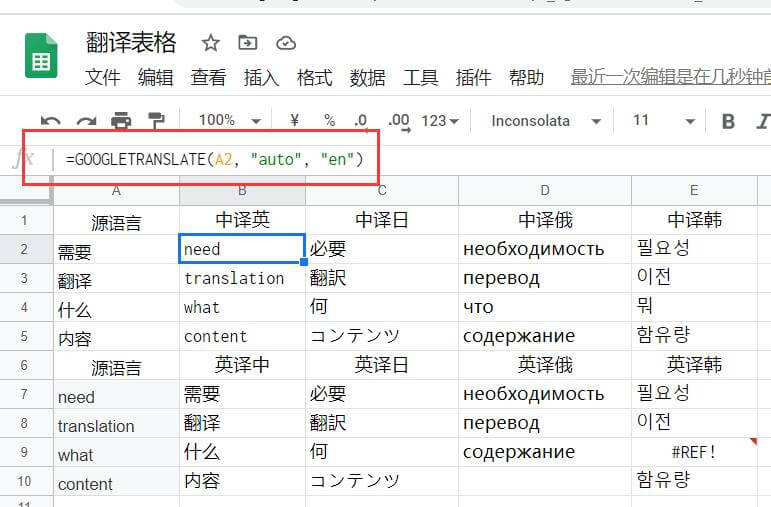 翻译表格
文件 编辑 查看 插入 格式 数据 工具 插件 帮助 最近一次编辑是在几秒钟前
100% ¥ % .0 .00 123 Inconsolata 11 B I
fx =GOOGLETRANSLATE(A2, "auto", "en")
A B C D E
1 源语言 中译英 中译日 中译俄 中译韩
2 需要 need 必要 необходимость 필요성
3 翻译 translation 翻訳 перевод 이전
4 什么 what 何 что 뭐
5 内容 content コンテンツ содержание 함유량
6 源语言 英译中 英译日 英译俄 英译韩
7 need 需要 必要 необходимость 필요성
8 translation 翻译 翻訳 перевод 이전
9 what 什么 何 содержание #REF!
10 content 内容 コンテンツ 함유량